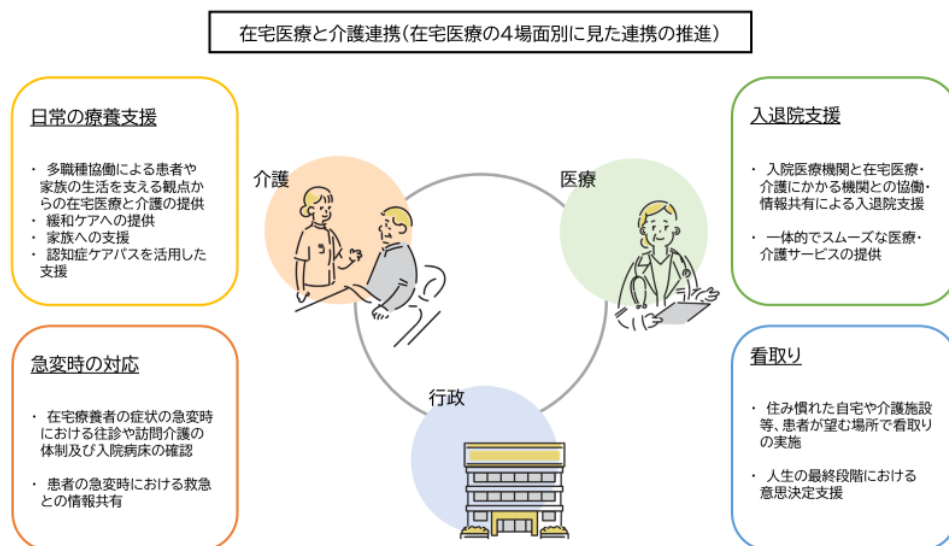 在宅医療と介護連携(在宅医療の4場面別に見た連携の推進)
日常の療養支援
・ 多職種協働による患者や
家族の生活を支える観点か
らの在宅医療と介護の提供
・ 緩和ケアへの提供
・ 家族への支援
・ 認知症ケアパスを活用した
支援
介護
医療
入退院支援
・ 入院医療機関と在宅医療・
介護にかかる機関との協働・
情報共有による入退院支援
・ 一体的でスムーズな医療・
介護サービスの提供
急変時の対応
・ 在宅療養者の症状の急変時
における往診や訪問介護の
体制及び入院病床の確認
・ 患者の急変時における救急
との情報共有
行政
看取り
・ 住み慣れた自宅や介護施設
等、患者が望む場所で看取り
の実施
・ 人生の最終段階における
意思決定支援